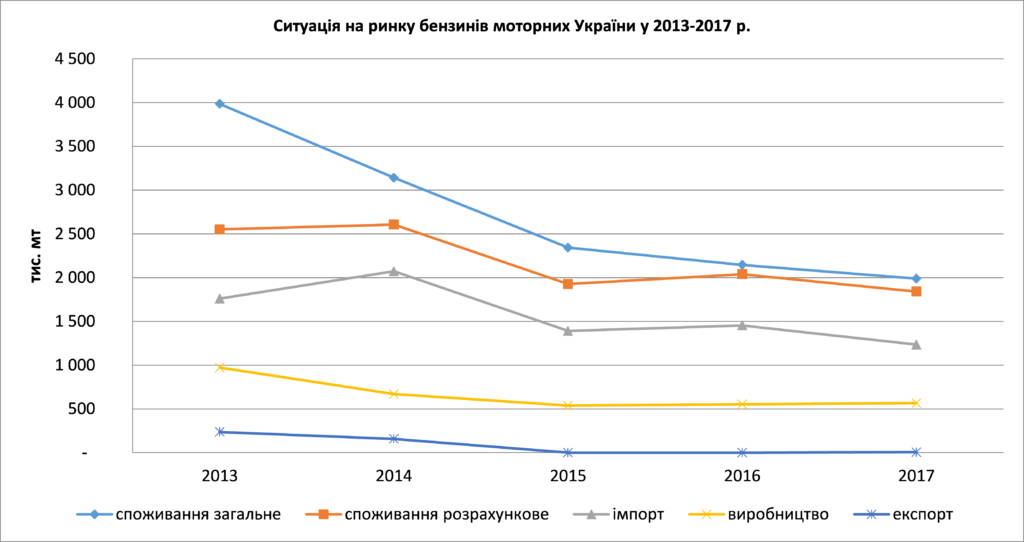 Ситуація на ринку бензинів моторних України у 2013-2017 р.
4 500
4 000
3 500
3 000
2 500
2 000
1 500
1 000
500
-
тис. мт
2013 2014 2015 2016 2017
споживання загальне споживання розрахункове імпорт виробництво експорт